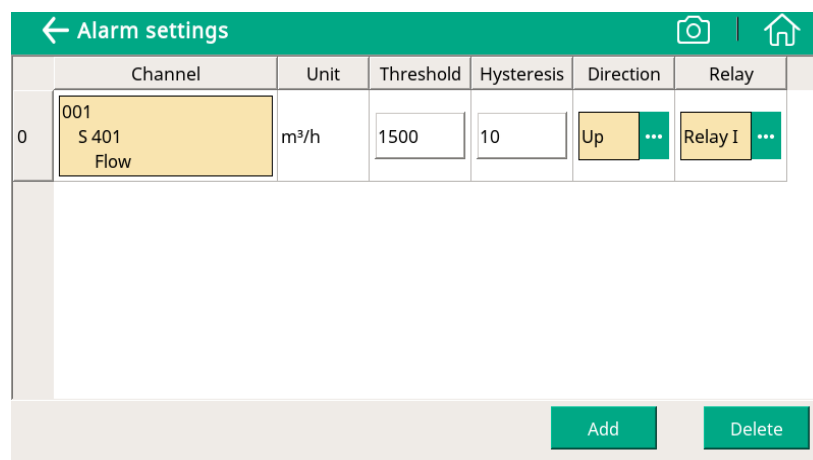 Alarm settings
Channel Unit Threshold Hysteresis Direction Relay
0 001 S 401 Flow m³/h 1500 10 Up ••• Relay I •••
Add Delete